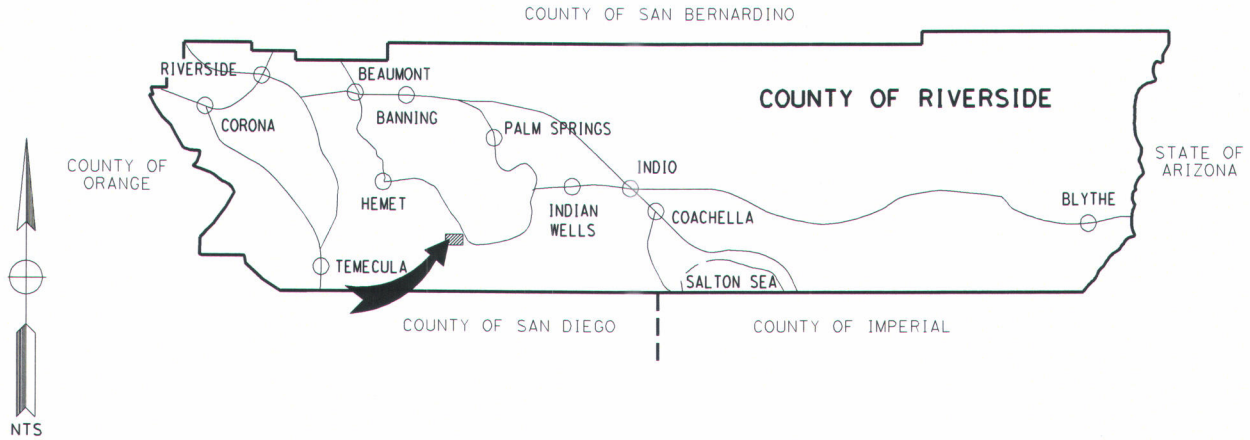 COUNTY OF SAN BERNARDINO
RIVERSIDE
BEAUMONT
COUNTY OF RIVERSIDE
BANNING
CORONA
PALM SPRINGS
COUNTY OF
ORANGE
STATE OF
ARIZONA
INDIO
HEMET
INDIAN
WELLS
COACHELLA
BLYTHE
TEMECULA
SALTON SEA
COUNTY OF SAN DIEGO
COUNTY OF IMPERIAL
NTS